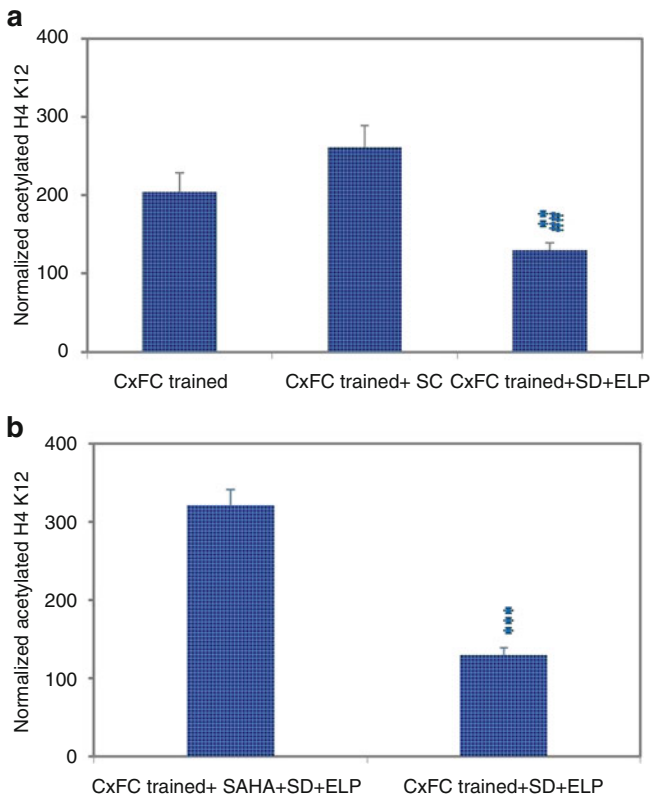 a
400
300
200
100
0
Normalized acetylated H4 K12
CxFC trained
CxFC trained+ SC
CxFC trained+SD+ELP
b
400
300
200
100
0
Normalized acetylated H4 K12
CxFC trained+ SAHA+SD+ELP
CxFC trained+SD+ELP